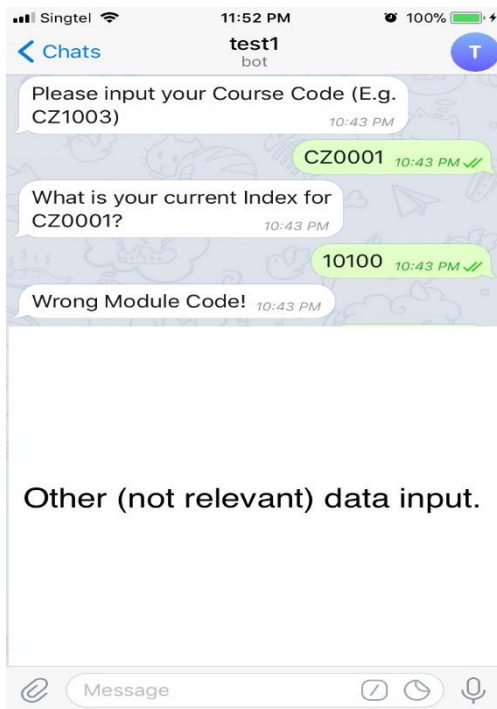 Singtel 11:52 PM 100%
Chats test1 T
bot
Please input your Course Code (E.g.
CZ1003) 10:43 PM
CZ0001 10:43 PM
What is your current Index for
CZ0001? 10:43 PM
10100 10:43 PM
Wrong Module Code! 10:43 PM
Other (not relevant) data input.
Message